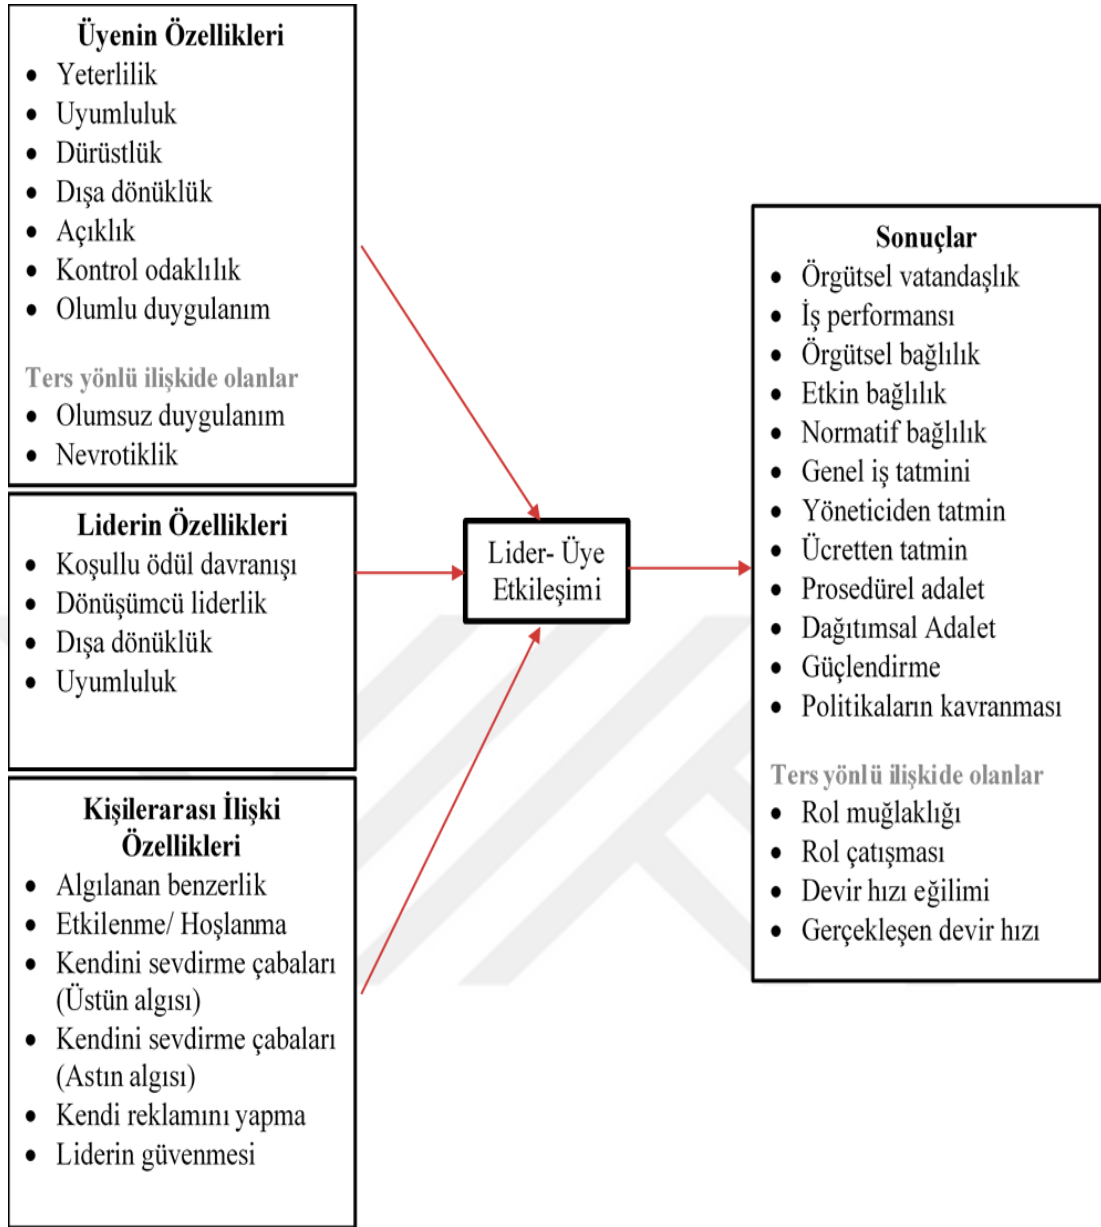 Üyenin Özellikleri
• Yeterlilik
• Uyumluluk
• Dürüstlük
• Dışa dönüklük
• Açıklık
• Kontrol odaklılık
• Olumlu duygulanım
Ters yönlü ilişkide olanlar
• Olumsuz duygulanım
• Nevrotiklik
Liderin Özellikleri
• Koşullu ödül davranışı
• Dönüşümcü liderlik
• Dışa dönüklük
• Uyumluluk
Kişilerarası İlişki
Özellikleri
• Algılanan benzerlik
• Etkilenme/ Hoşlanma
• Kendini sevdirme çabaları
(Üstün algısı)
• Kendini sevdirme çabaları
(Astın algısı)
• Kendi reklamını yapma
• Liderin güvenmesi
Lider- Üye
Etkileşimi
Sonuçlar
• Örgütsel vatandaşlık
• İş performansı
• Örgütsel bağlılık
• Etkin bağlılık
• Normatif bağlılık
• Genel iş tatmini
• Yöneticiden tatmin
• Ücretten tatmin
• Prosedürel adalet
• Dağıtımsal Adalet
• Güçlendirme
• Politikaların kavranması
Ters yönlü ilişkide olanlar
• Rol muğlaklığı
• Rol çatışması
• Devir hızı eğilimi
• Gerçekleşen devir hızı